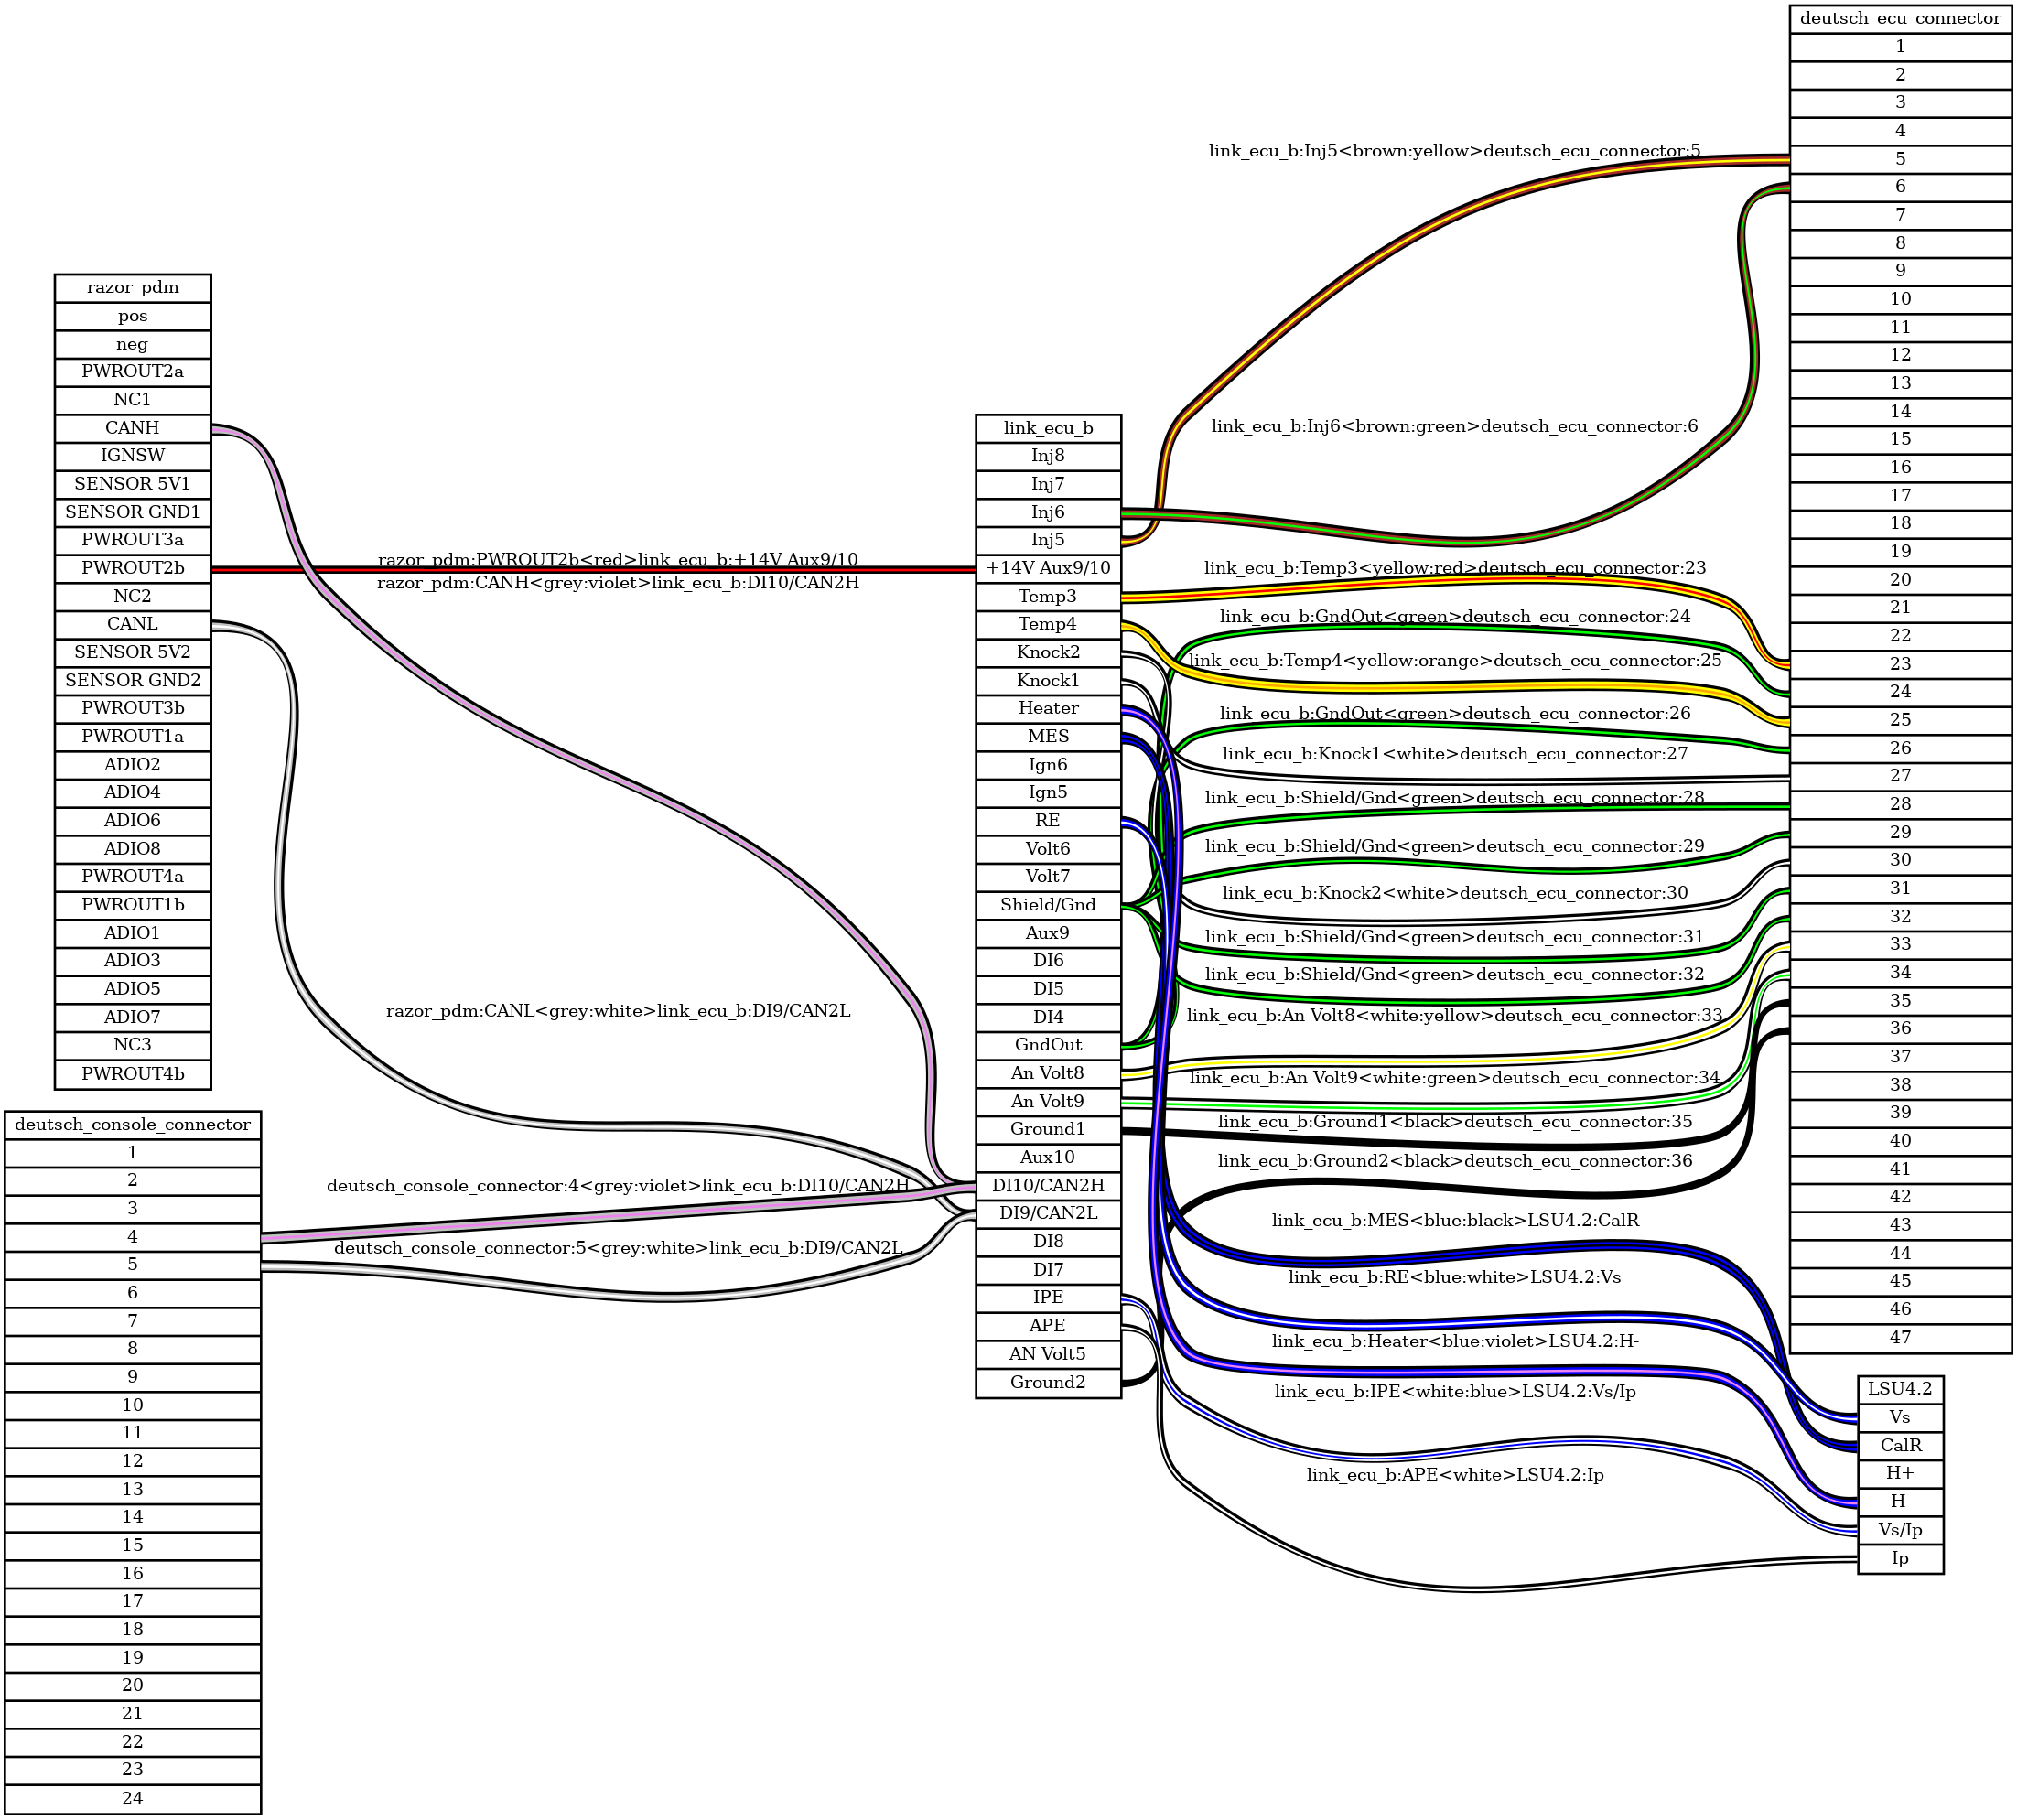 razor_pdm
pos
neg
PWROUT2a
NC1
CANH
IGNSW
SENSOR 5V1
SENSOR GND1
PWROUT3a
PWROUT2b
NC2
CANL
SENSOR 5V2
SENSOR GND2
PWROUT3b
PWROUT1a
ADIO2
ADIO4
ADIO6
ADIO8
PWROUT4a
PWROUT1b
ADIO1
ADIO3
ADIO5
ADIO7
NC3
PWROUT4b
deutsch_console_connector
1
2
3
4
5
6
7
8
9
10
11
12
13
14
15
16
17
18
19
20
21
22
23
24
razor_pdm:PWROUT2b<red>link_ecu_b:+14V Aux9/10
razor_pdm:CANH<grey:violet>link_ecu_b:DI10/CAN2H
razor_pdm:CANL<grey:white>link_ecu_b:DI9/CAN2L
deutsch_console_connector:4<grey:violet>link_ecu_b:DI10/CAN2H
deutsch_console_connector:5<grey:white>link_ecu_b:DI9/CAN2L
link_ecu_b
Inj8
Inj7
Inj6
Inj5
+14V Aux9/10
Temp3
Temp4
Knock2
Knock1
Heater
MES
Ign6
Ign5
RE
Volt6
Volt7
Shield/Gnd
Aux9
DI6
DI5
DI4
GndOut
An Volt8
An Volt9
Ground1
Aux10
DI10/CAN2H
DI9/CAN2L
DI8
DI7
IPE
APE
AN Volt5
Ground2
link_ecu_b:Inj5<brown:yellow>deutsch_ecu_connector:5
link_ecu_b:Inj6<brown:green>deutsch_ecu_connector:6
link_ecu_b:Temp3<yellow:red>deutsch_ecu_connector:23
link_ecu_b:GndOut<green>deutsch_ecu_connector:24
link_ecu_b:Temp4<yellow:orange>deutsch_ecu_connector:25
link_ecu_b:GndOut<green>deutsch_ecu_connector:26
link_ecu_b:Knock1<white>deutsch_ecu_connector:27
link_ecu_b:Shield/Gnd<green>deutsch_ecu_connector:28
link_ecu_b:Shield/Gnd<green>deutsch_ecu_connector:29
link_ecu_b:Knock2<white>deutsch_ecu_connector:30
link_ecu_b:Shield/Gnd<green>deutsch_ecu_connector:31
link_ecu_b:Shield/Gnd<green>deutsch_ecu_connector:32
link_ecu_b:An Volt8<white:yellow>deutsch_ecu_connector:33
link_ecu_b:An Volt9<white:green>deutsch_ecu_connector:34
link_ecu_b:Ground1<black>deutsch_ecu_connector:35
link_ecu_b:Ground2<black>deutsch_ecu_connector:36
link_ecu_b:MES<blue:black>LSU4.2:CalR
link_ecu_b:RE<blue:white>LSU4.2:Vs
link_ecu_b:Heater<blue:violet>LSU4.2:H-
link_ecu_b:IPE<white:blue>LSU4.2:Vs/Ip
link_ecu_b:APE<white>LSU4.2:Ip
deutsch_ecu_connector
1
2
3
4
5
6
7
8
9
10
11
12
13
14
15
16
17
18
19
20
21
22
23
24
25
26
27
28
29
30
31
32
33
34
35
36
37
38
39
40
41
42
43
44
45
46
47
LSU4.2
Vs
CalR
H+
H-
Vs/Ip
Ip